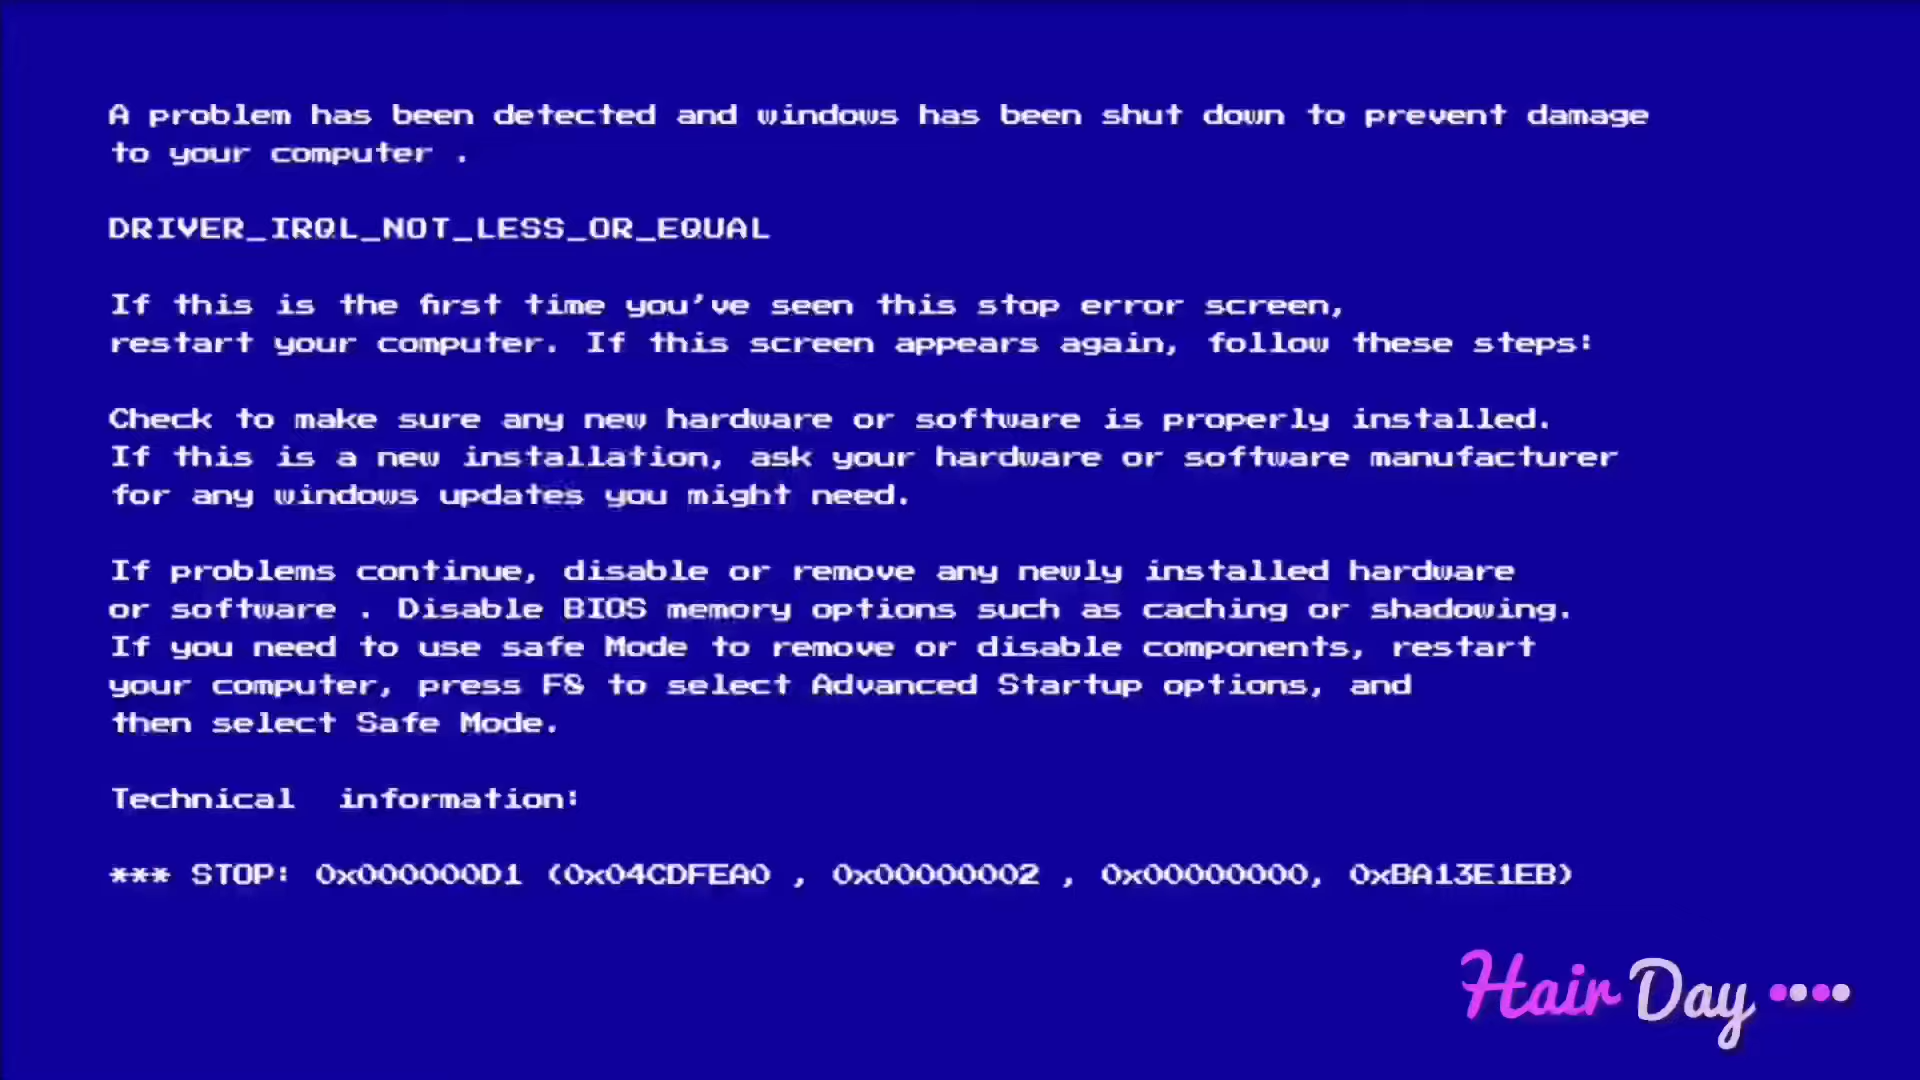 A problem has been detected and windows has been shut down to prevent damage
to your computer .
DRIVER_IRQL_NOT_LESS_OR_EQUAL
If this is the first time you've seen this stop error screen,
restart your computer. If this screen appears again, follow these steps:
Check to make sure any new hardware or software is properly installed.
If this is a new installation, ask your hardware or software manufacturer
for any windows updates you might need.
If problems continue, disable or remove any newly installed hardware
or software . Disable BIOS memory options such as caching or shadowing.
If you need to use safe Mode to remove or disable components, restart
your computer, press F& to select Advanced Startup options, and
then select Safe Mode.
Technical information:
*** STOP: 0x000000D1 (0x04CDFEA0 , 0x00000002 , 0x00000000, 0xBA13E1EB)
Hair Day